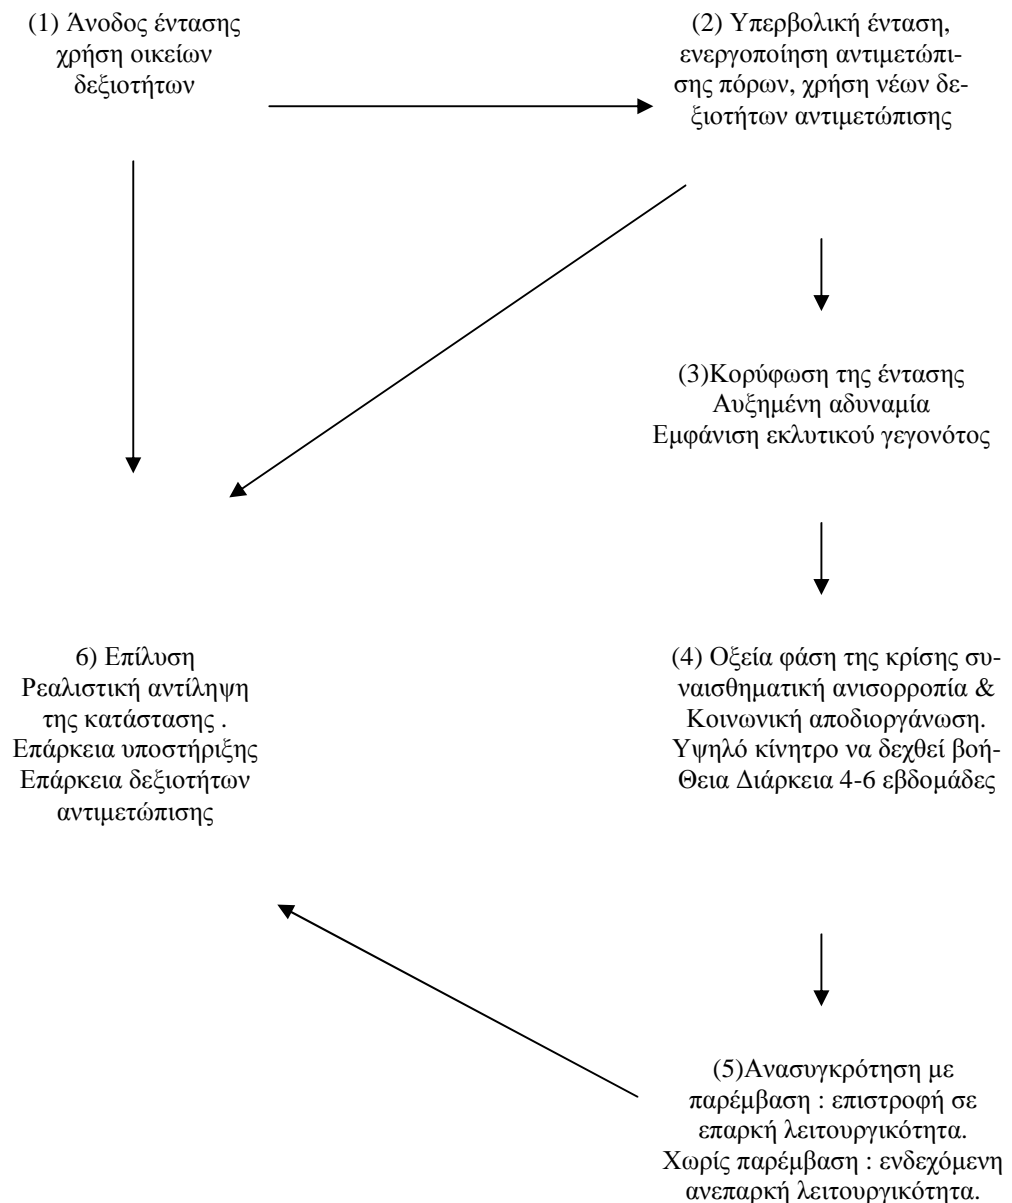 (1) Άνοδος έντασης
χρήση οικείων
δεξιοτήτων
(2) Υπερβολική ένταση,
ενεργοποίηση αντιμετώπι-
σης πόρων, χρήση νέων δε-
ξιοτήτων αντιμετώπισης
(3)Κορύφωση της έντασης
Αυξημένη αδυναμία
Εμφάνιση εκλυτικού γεγονότος
(4) Οξεία φάση της κρίσης συ-
ναισθηματική ανισορροπία &
Κοινωνική αποδιοργάνωση.
Υψηλό κίνητρο να δεχθεί βοή-
Θεια Διάρκεια 4-6 εβδομάδες
(5)Ανασυγκρότηση με
παρέμβαση : επιστροφή σε
επαρκή λειτουργικότητα.
Χωρίς παρέμβαση : ενδεχόμενη
ανεπαρκή λειτουργικότητα.
6) Επίλυση
Ρεαλιστική αντίληψη
της κατάστασης .
Επάρκεια υποστήριξης
Επάρκεια δεξιοτήτων
αντιμετώπισης